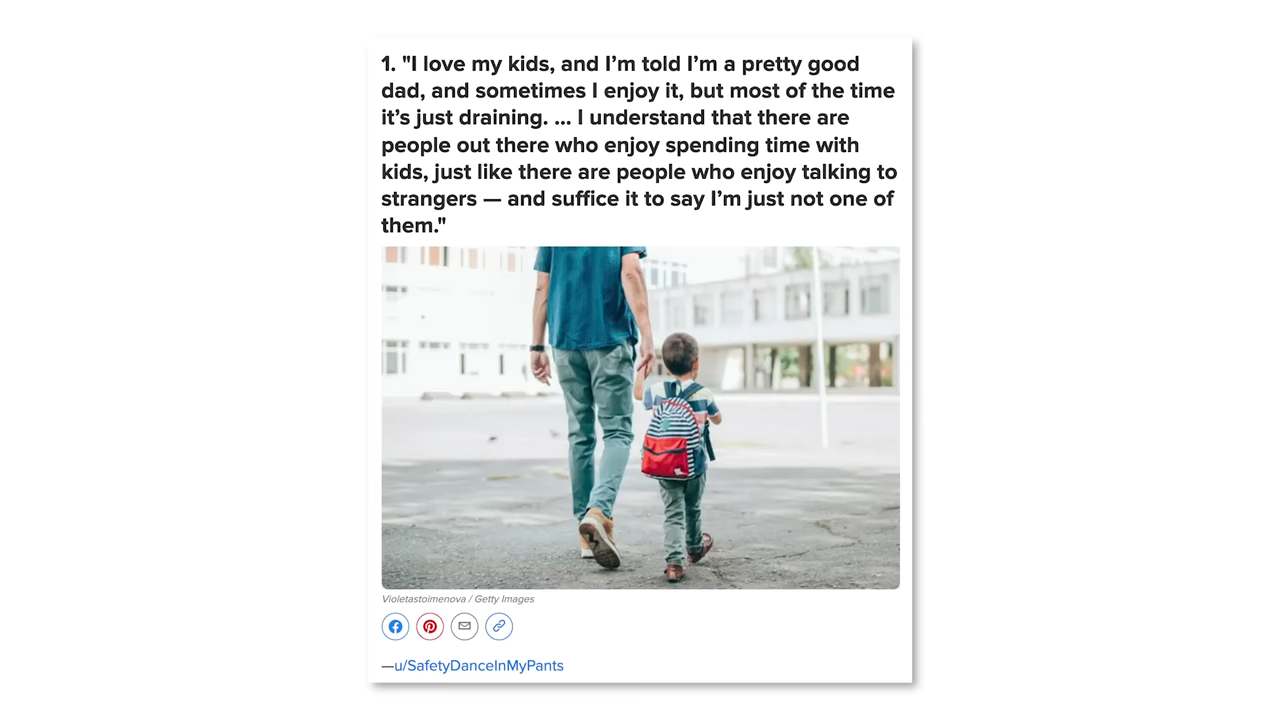 1. "I love my kids, and I’m told I’m a pretty good
dad, and sometimes I enjoy it, but most of the time
it’s just draining. ... I understand that there are
people out there who enjoy spending time with
kids, just like there are people who enjoy talking to
strangers — and suffice it to say I’m just not one of
them."
Violetastoimenova / Getty Images
—u/SafetyDanceInMyPants